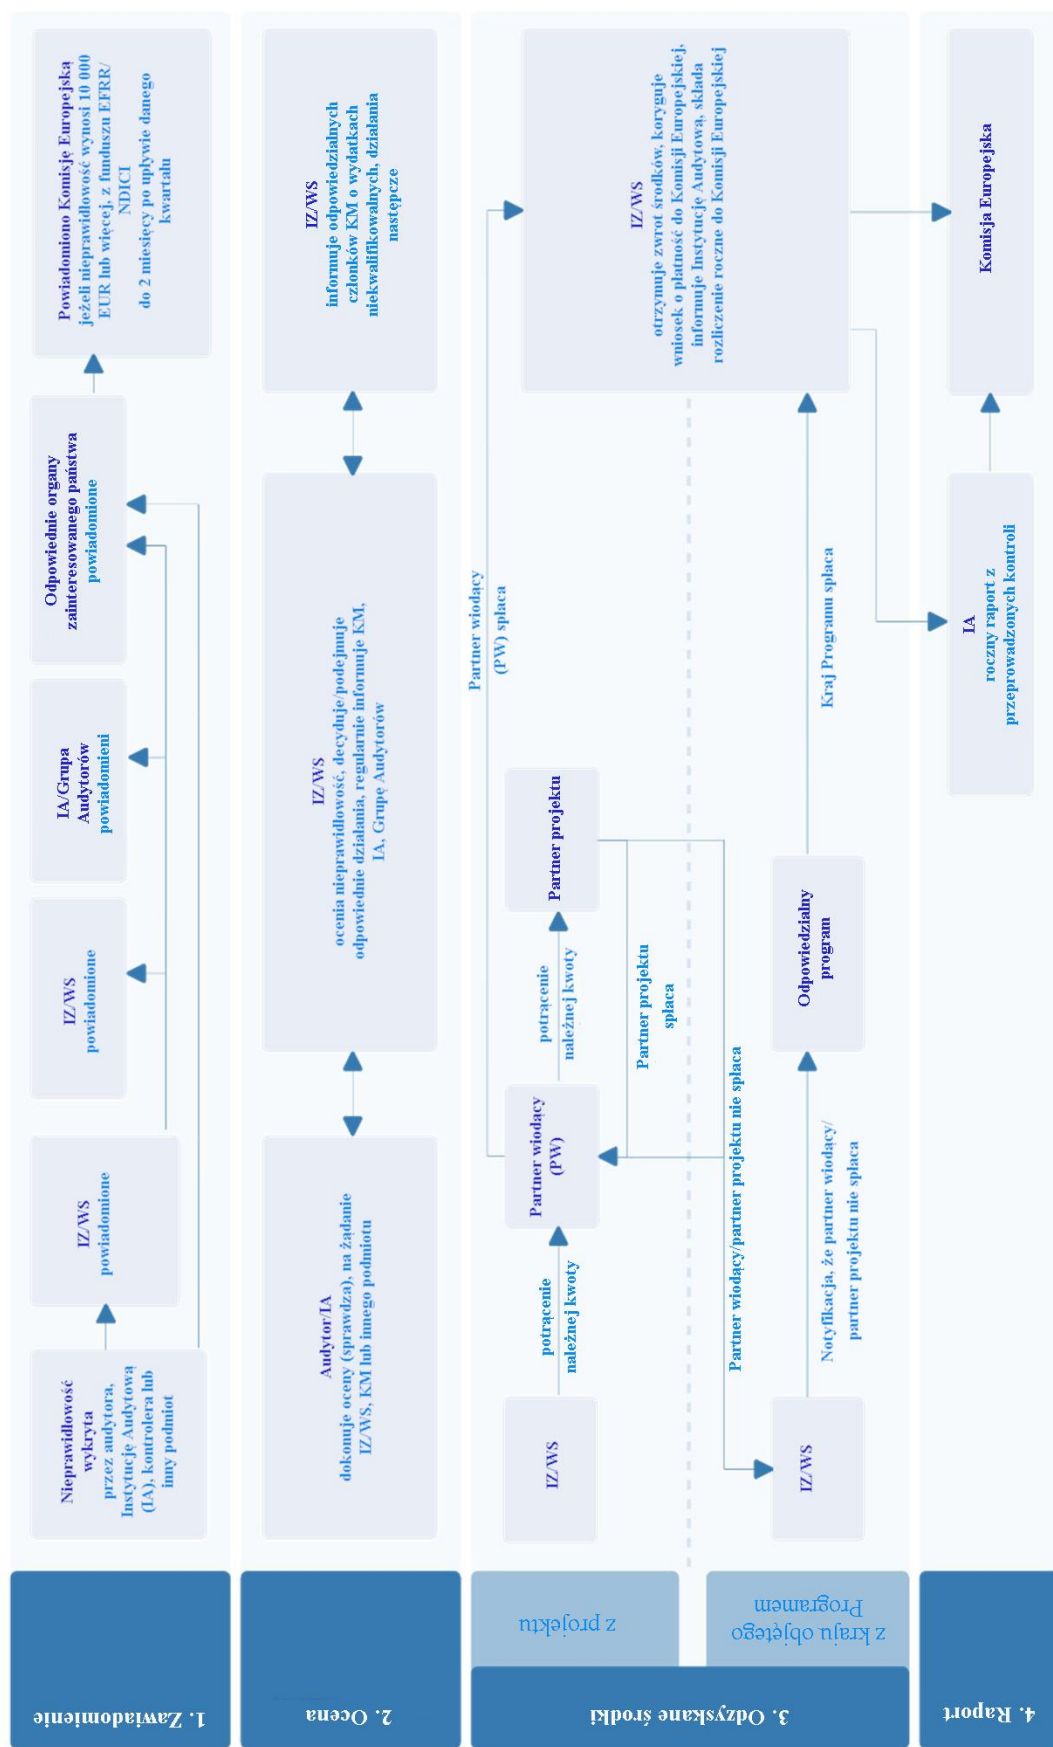 1. Zawiadomienie
Nieprawidłowość
wykryta
przez audytora,
Instytucję Audytową
(IA), kontrolera lub
inny podmiot
IZ/WS
powiadomione
IZ/WS
powiadomione
IA/Grupa
Audytorów
powiadomieni
Odpowiednie organy
zainteresowanego państwa
powiadomione
Powiadomiono Komisję Europejską
jeżeli nieprawidłowość wynosi 10 000
EUR lub więcej, z funduszu EFRR/
NDICI
do 2 miesięcy po upływie danego
kwartału
2. Ocena
Audytor/IA
dokonuje oceny (sprawdza), na żądanie
IZ/WS, KM lub innego podmiotu
IZ/WS
ocenia nieprawidłowość, decyduje/podejmuje
odpowiednie działania, regularnie informuje KM,
IA, Grupę Audytorów
IZ/WS
informuje odpowiedzialnych
członków KM o wydatkach
niekwalifikowalnych, działania
następcze
3. Odzyskane środki
z projektu
IZ/WS
potrącenie
należnej kwoty
Partner wiodący
(PW)
potrącenie
należnej kwoty
Partner projektu
Partner wiodący
(PW) spłaca
Partner projektu
spłaca
Partner wiodący/partner projektu nie spłaca
z kraju objętego
Programem
IZ/WS
Notyfikacja, że partner wiodący/
partner projektu nie spłaca
Odpowiedzialny
program
Kraj Programu spłaca
IZ/WS
otrzymuje zwrot środków, koryguje
wniosek o płatność do Komisji Europejskiej,
informuje Instytucję Audytową, składa
rozliczenie roczne do Komisji Europejskiej
4. Raport
IA
roczny raport z
przeprowadzonych kontroli
Komisja Europejska